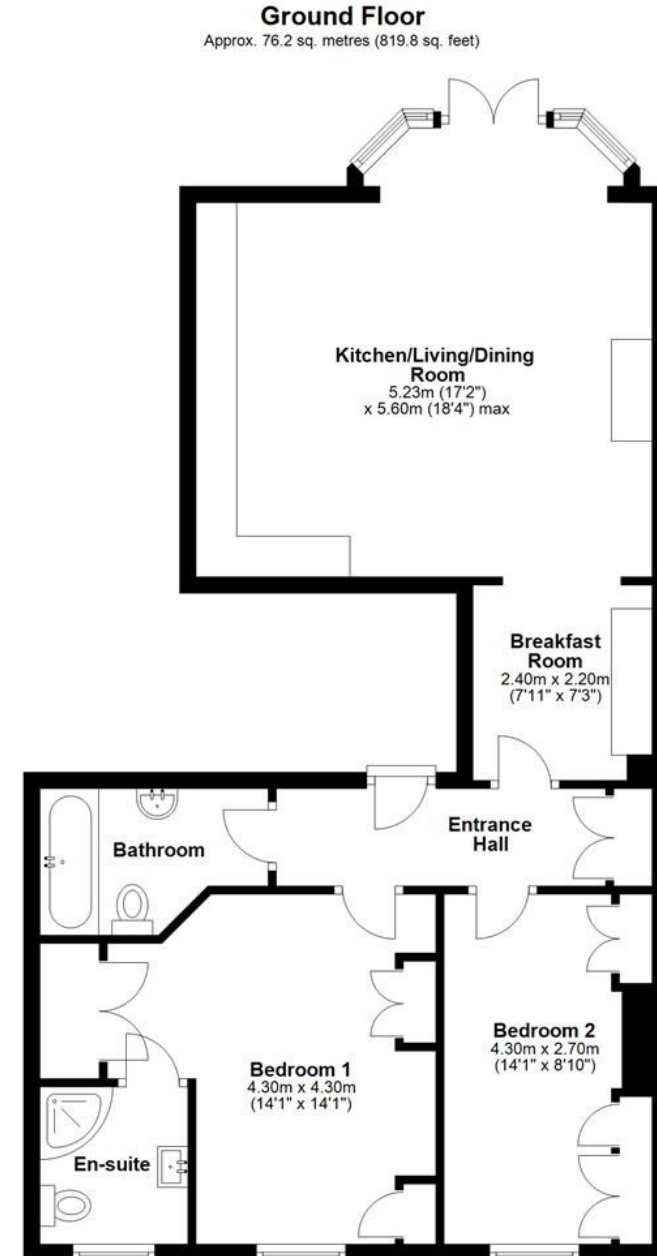 Ground Floor
Approx. 76.2 sq. metres (819.8 sq. feet)
Kitchen/Living/Dining
Room
5.23m (17'2")
x 5.60m (18'4") max
Breakfast
Room
2.40m x 2.20m
(7'11" x 7'3")
Entrance
Hall
Bathroom
Bedroom 1
4.30m x 4.30m
(14'1" x 14'1")
Bedroom 2
4.30m x 2.70m
(14'1" x 8'10")
En-suite